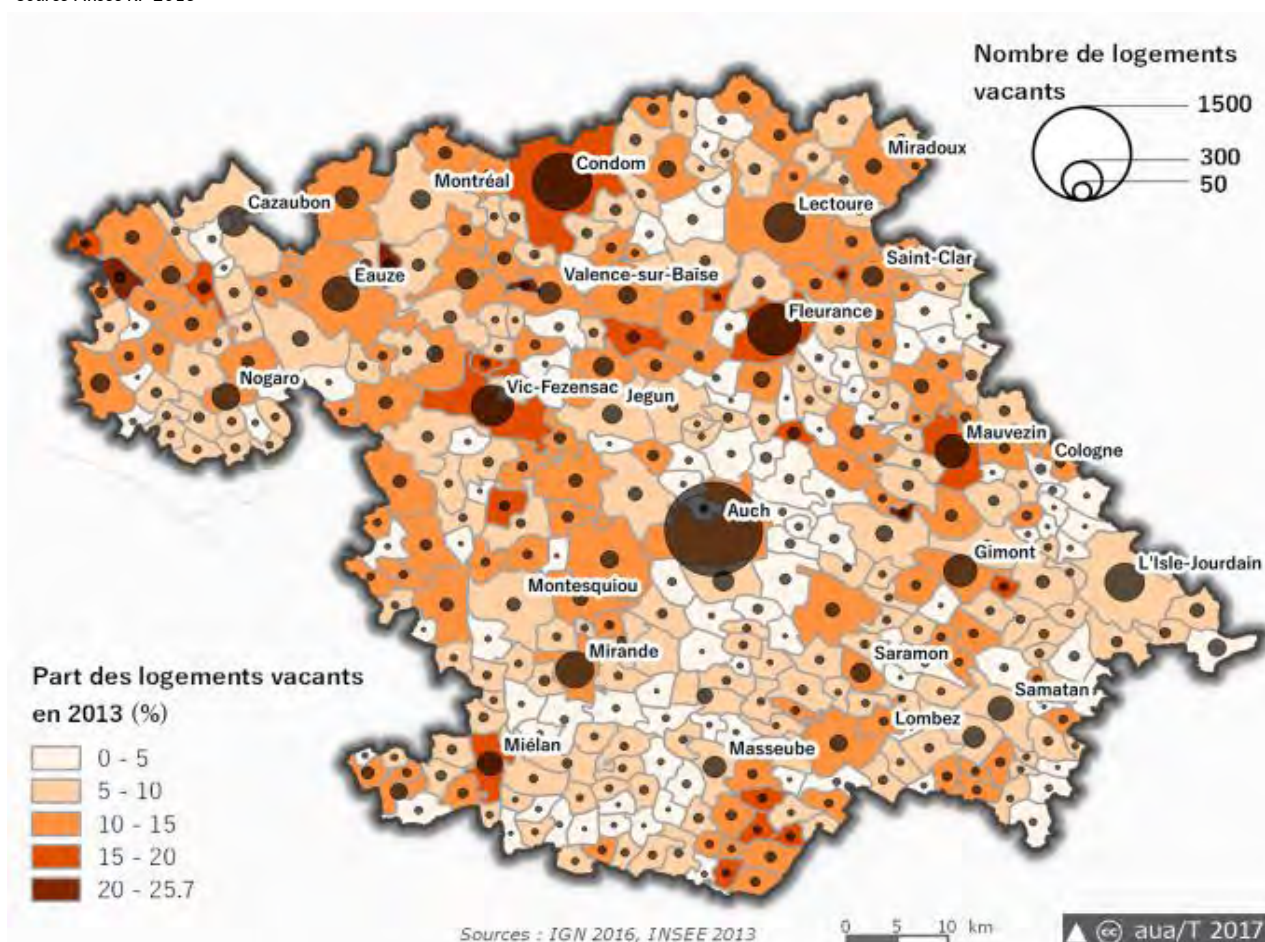 Nombre de logements
vacants
1500
300
50
Condom
Miradoux
Montréal
Cazaubon
Lectoure
Saint-Clar
Eauze
Valence-sur-Baïse
Fleurance
Nogaro
Vic-Fezensac
Jegun
Mauvezin
Cologne
Auch
Gimont
L'Isle-Jourdain
Montesquiou
Mirande
Saramon
Samatan
Lombez
Miélan
Masseube
Part des logements vacants
en 2013 (%)
0 - 5
5 - 10
10 - 15
15 - 20
20 - 25.7
Sources : IGN 2016, INSEE 2013
0 5 10 km
cc aua/T 2017